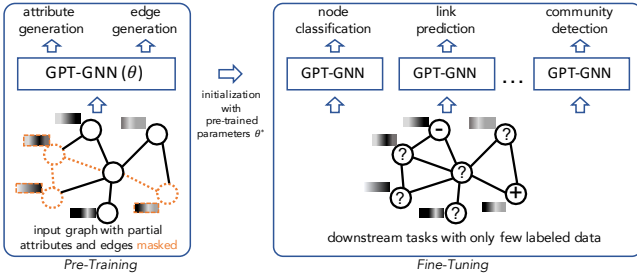 attribute generation
edge generation
GPT-GNN (θ)
input graph with partial
attributes and edges masked
Pre-Training
initialization
with
pre-trained
parameters θ*
node
classification
link
prediction
community
detection
GPT-GNN
GPT-GNN
...
GPT-GNN
-
?
?
?
?
?
+
downstream tasks with only few labeled data
Fine-Tuning